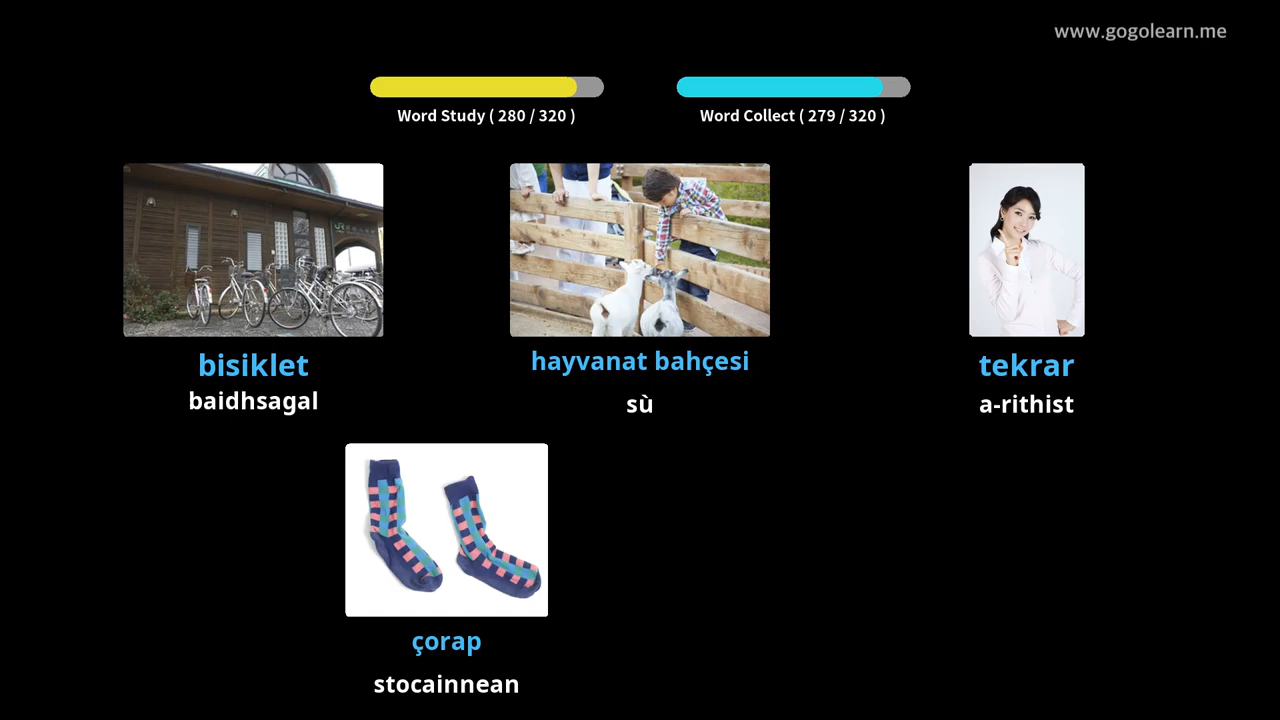 www.gogolearn.me
Word Study ( 280 / 320 )
Word Collect ( 279 / 320 )
JR
bisiklet
baidhsagal
hayvanat bahçesi
sù
tekrar
a-rithist
çorap
stocainnean